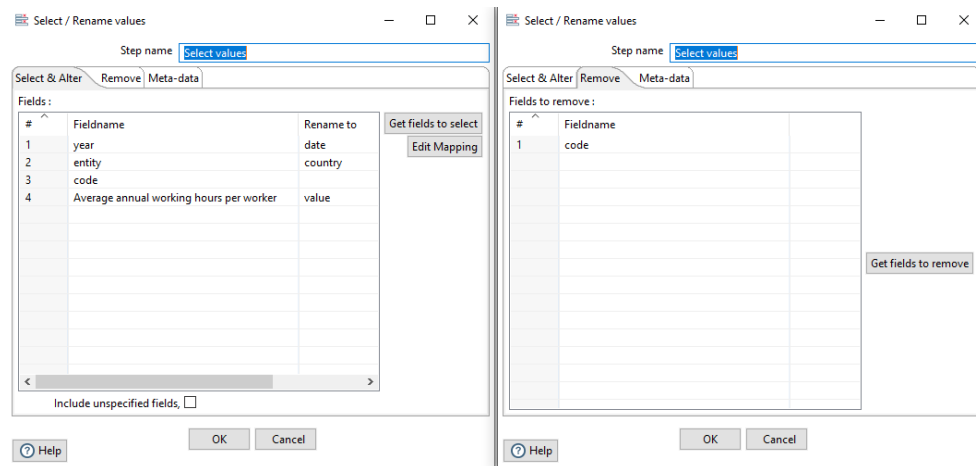 Select / Rename values
Step name Select values
Select & Alter Remove Meta-data
Fields :
# Fieldname Rename to
1 year date
2 entity country
3 code
4 Average annual working hours per worker value
Get fields to select
Edit Mapping
Include unspecified fields,
OK Cancel
Help
Select / Rename values
Step name Select values
Select & Alter Remove Meta-data
Fields to remove :
# Fieldname
1 code
Get fields to remove
OK Cancel
Help